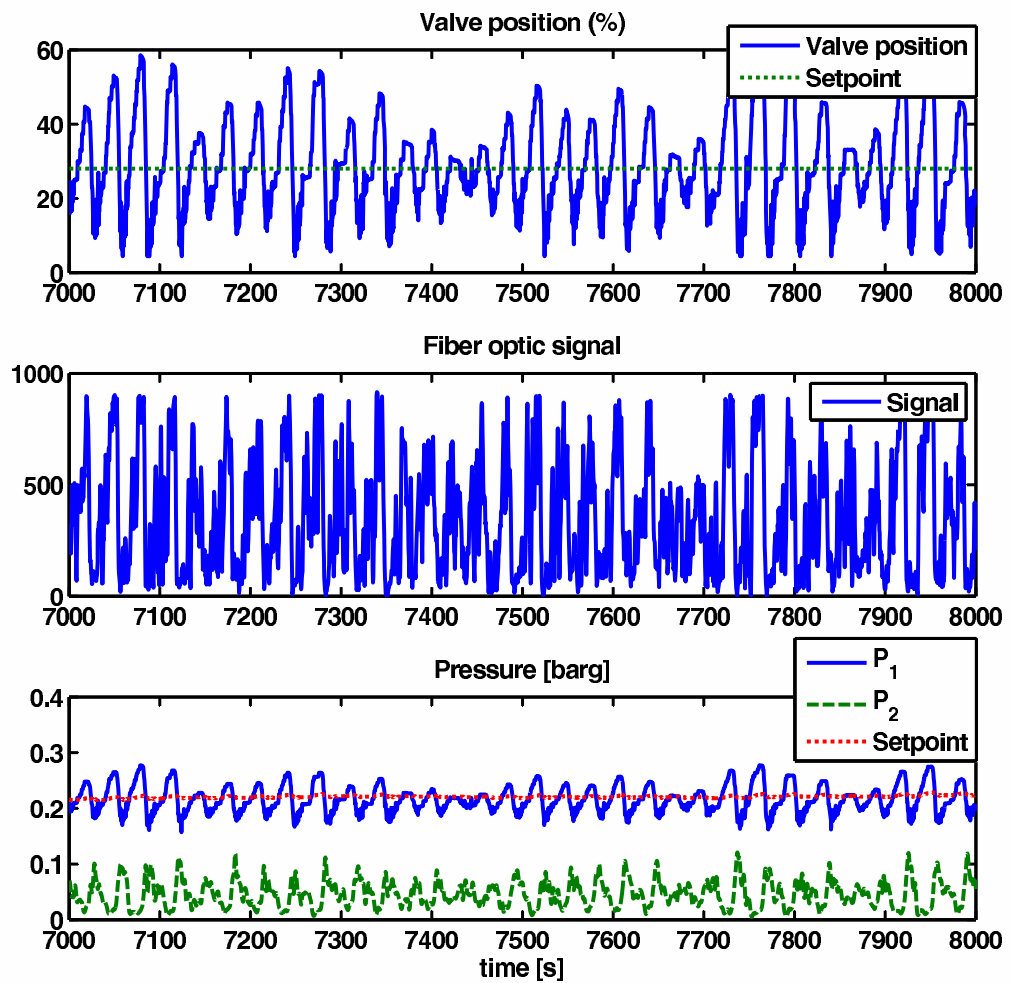 Valve position (%)
Valve position
Setpoint
60
40
20
0
7000 7100 7200 7300 7400 7500 7600 7700 7800 7900 8000
Fiber optic signal
Signal
1000
500
0
7000 7100 7200 7300 7400 7500 7600 7700 7800 7900 8000
Pressure [barg]
P1
P2
Setpoint
0.4
0.3
0.2
0.1
0
7000 7100 7200 7300 7400 7500 7600 7700 7800 7900 8000
time [s]